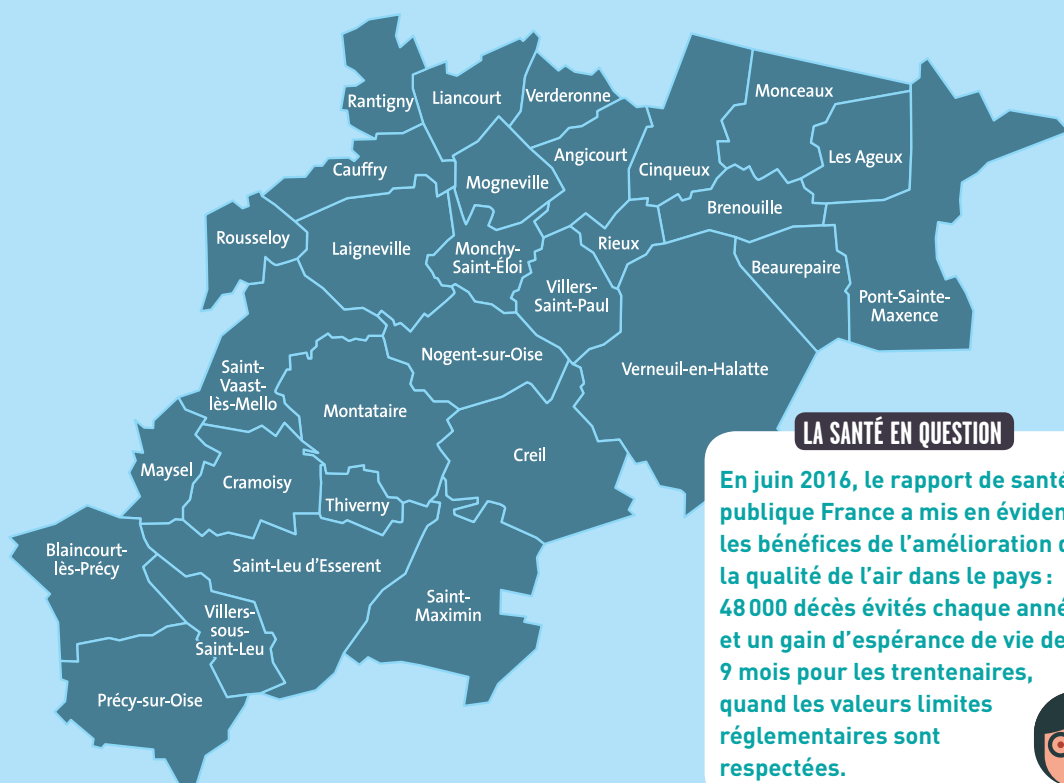 Rantigny
Liancourt
Verderonne
Monceaux
Cauffry
Mogneville
Angicourt
Cinqueux
Les Ageux
Rousseloy
Laigneville
Monchy-
Saint-Éloi
Rieux
Brenouille
Villers-
Saint-Paul
Beaurepaire
Pont-Sainte-
Maxence
Saint-
Vaast-
lès-Mello
Nogent-sur-Oise
Verneuil-en-Halatte
Montataire
Maysel
Cramoisy
Thiverny
Creil
Blaincourt-
lès-Précy
Saint-Leu d'Esserent
Villers-
sous-
Saint-Leu
Saint-
Maximin
Précy-sur-Oise
LA SANTÉ EN QUESTION
En juin 2016, le rapport de santé
publique France a mis en éviden
les bénéfices de l'amélioration
la qualité de l'air dans le pays :
48 000 décès évités chaque anné
et un gain d'espérance de vie de
9 mois pour les trentenaires,
quand les valeurs limites
réglementaires sont
respectées.